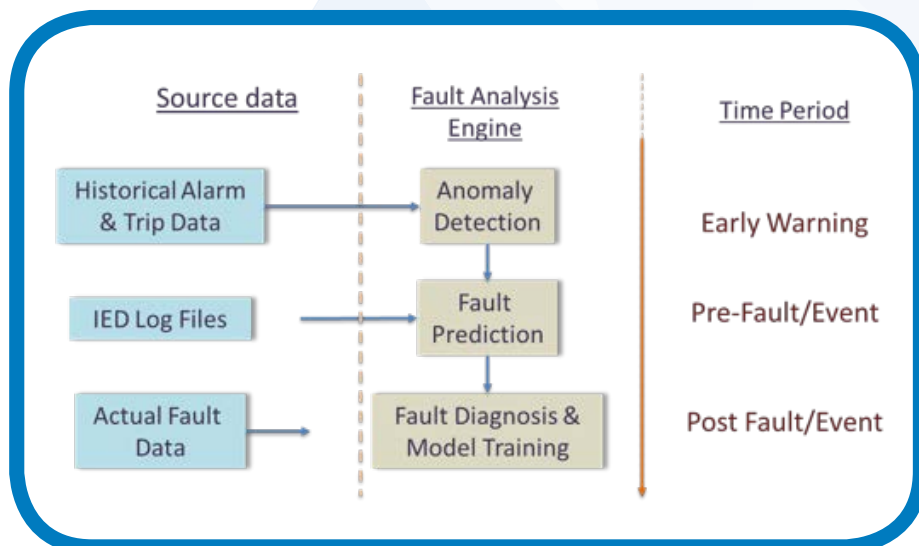 Source data
Fault Analysis
Engine
Time Period
Historical Alarm
& Trip Data
Anomaly
Detection
Early Warning
IED Log Files
Fault
Prediction
Pre-Fault/Event
Actual Fault
Data
Fault Diagnosis &
Model Training
Post Fault/Event